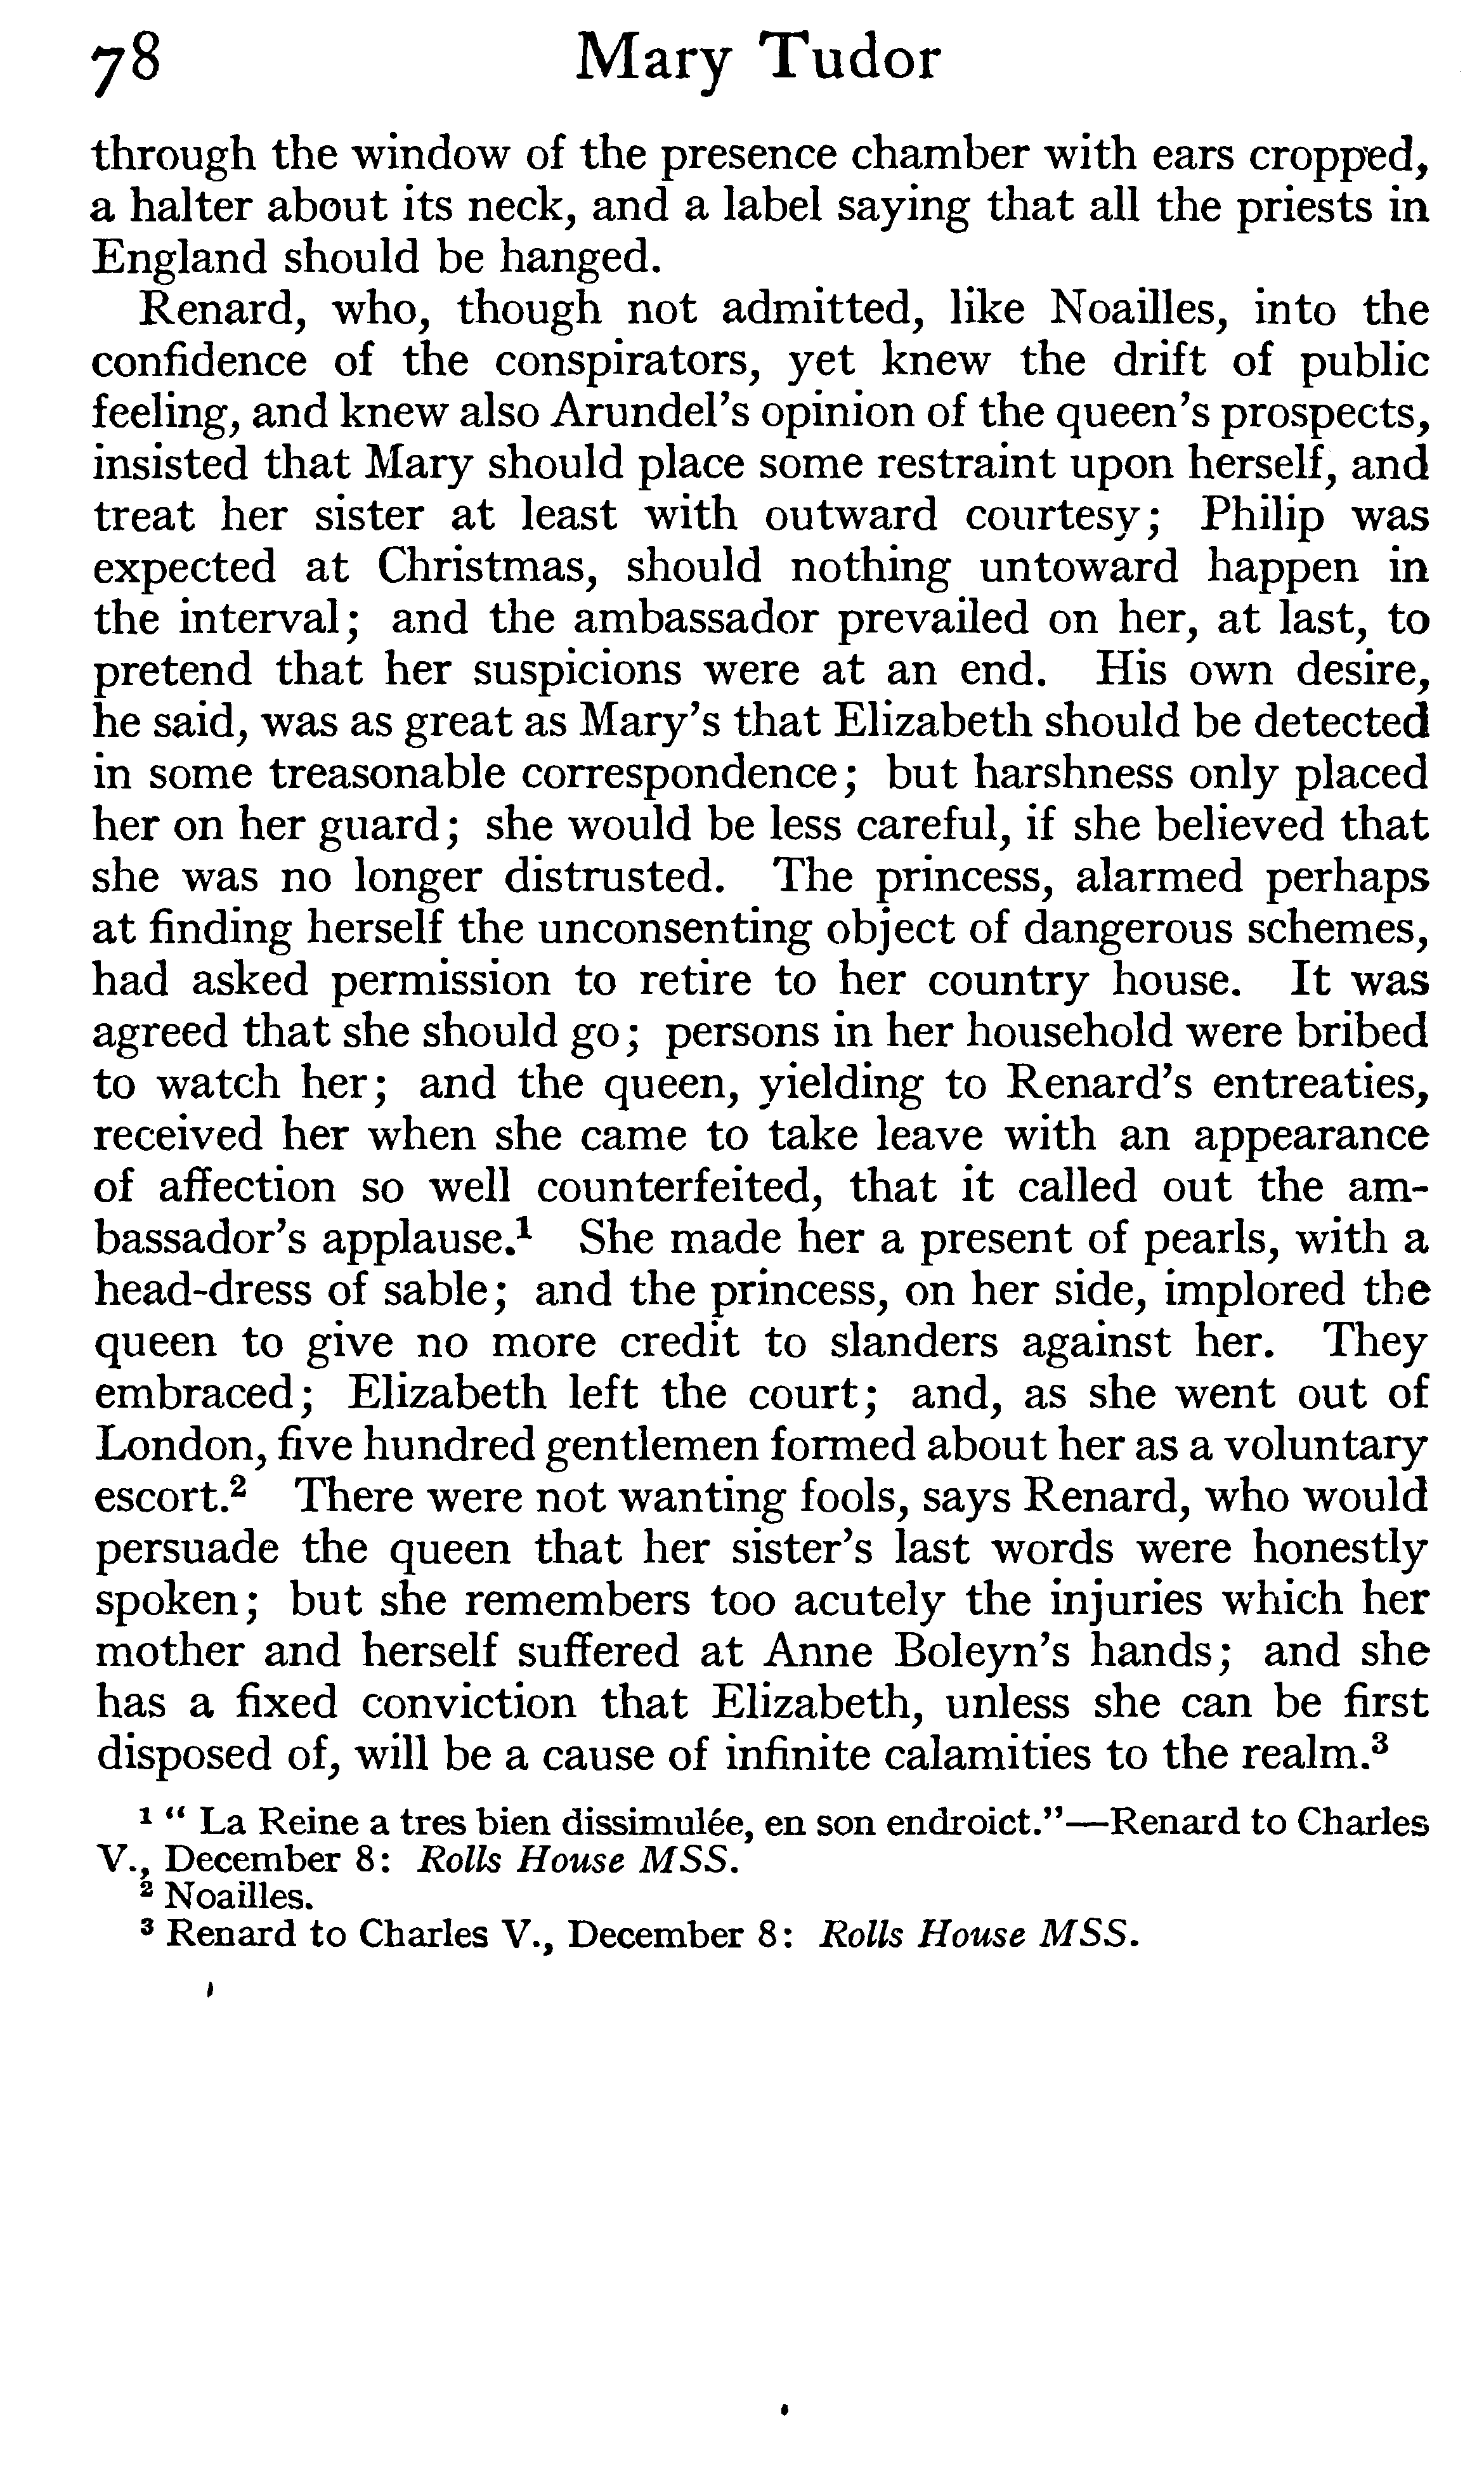 78 Mary Tudor
through the window of the presence chamber with ears cropped,
a halter about its neck, and a label saying that all the priests in
England should be hanged.
Renard, who, though not admitted, like Noailles, into the
confidence of the conspirators, yet knew the drift of public
feeling, and knew also Arundel's opinion of the queen's prospects,
insisted that Mary should place some restraint upon herself, and
treat her sister at least with outward courtesy; Philip was
expected at Christmas, should nothing untoward happen in
the interval; and the ambassador prevailed on her, at last, to
pretend that her suspicions were at an end. His own desire,
he said, was as great as Mary's that Elizabeth should be detected
in some treasonable correspondence; but harshness only placed
her on her guard; she would be less careful, if she believed that
she was no longer distrusted. The princess, alarmed perhaps
at finding herself the unconsenting object of dangerous schemes,
had asked permission to retire to her country house. It was
agreed that she should go; persons in her household were bribed
to watch her; and the queen, yielding to Renard's entreaties,
received her when she came to take leave with an appearance
of affection so well counterfeited, that it called out the am-
bassador's applause.¹ She made her a present of pearls, with a
head-dress of sable; and the princess, on her side, implored the
queen to give no more credit to slanders against her. They
embraced; Elizabeth left the court; and, as she went out of
London, five hundred gentlemen formed about her as a voluntary
escort.² There were not wanting fools, says Renard, who would
persuade the queen that her sister's last words were honestly
spoken; but she remembers too acutely the injuries which her
mother and herself suffered at Anne Boleyn's hands; and she
has a fixed conviction that Elizabeth, unless she can be first
disposed of, will be a cause of infinite calamities to the realm.³
¹ " La Reine a tres bien dissimulée, en son endroict."—Renard to Charles
V., December 8: Rolls House MSS.
² Noailles.
³ Renard to Charles V., December 8: Rolls House MSS.